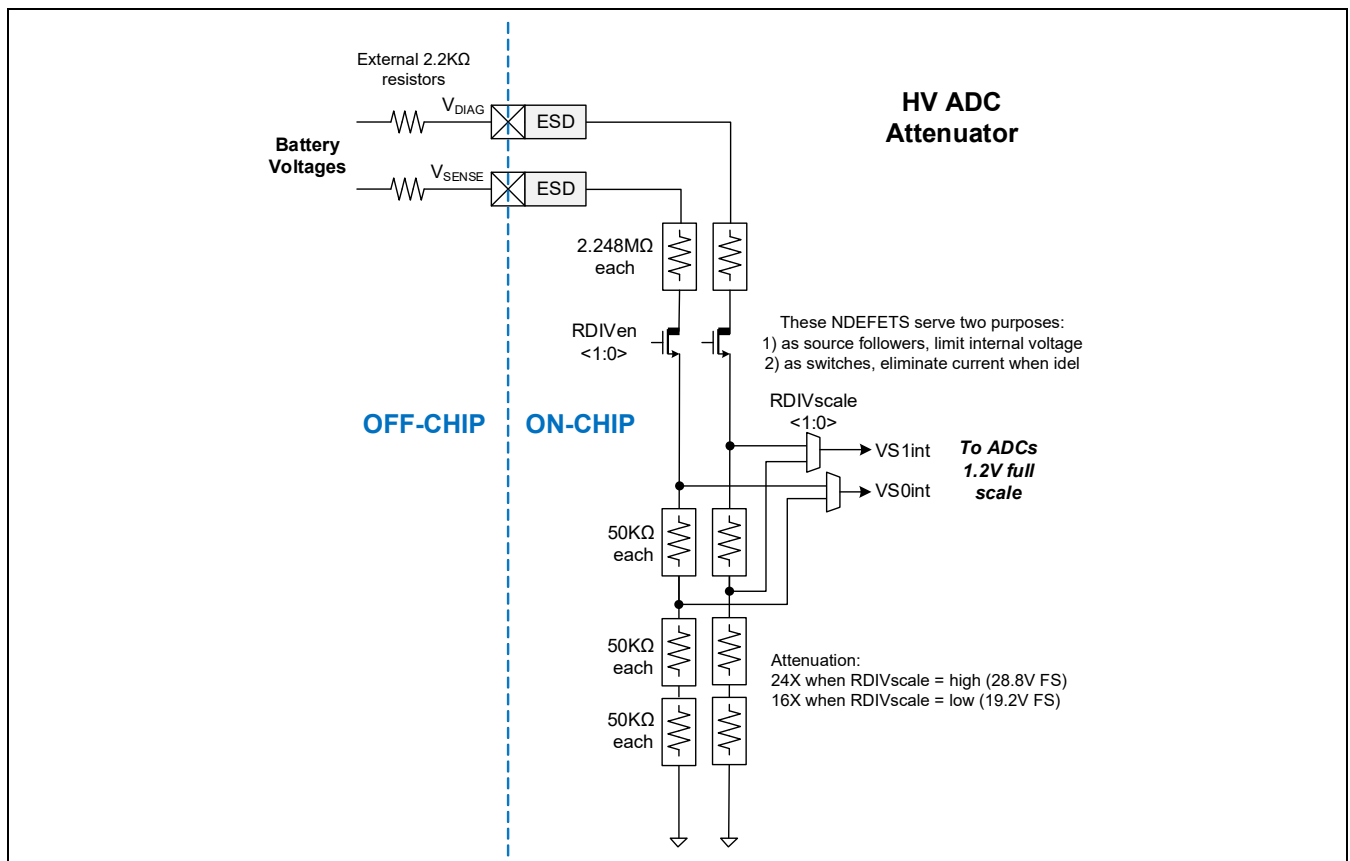 External 2.2KΩ
resistors
V_DIAG
ESD
HV ADC
Attenuator
Battery
Voltages
V_SENSE
ESD
2.248MΩ
each
RDIVen
<1:0>
These NDEFETS serve two purposes:
1) as source followers, limit internal voltage
2) as switches, eliminate current when idel
OFF-CHIP
ON-CHIP
RDIVscale
<1:0>
VS1int
VS0int
To ADCs
1.2V full
scale
50KΩ
each
50KΩ
each
50KΩ
each
Attenuation:
24X when RDIVscale = high (28.8V FS)
16X when RDIVscale = low (19.2V FS)